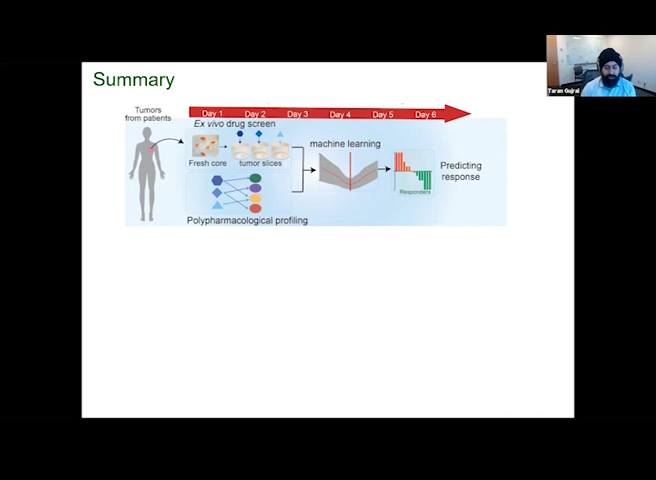 Summary
Taran Gujral
Tumors
from patients
Day 1 Day 2 Day 3 Day 4 Day 5 Day 6
Ex vivo drug screen
Fresh core
tumor slices
machine learning
Responders
Predicting
response
Polypharmacological profiling